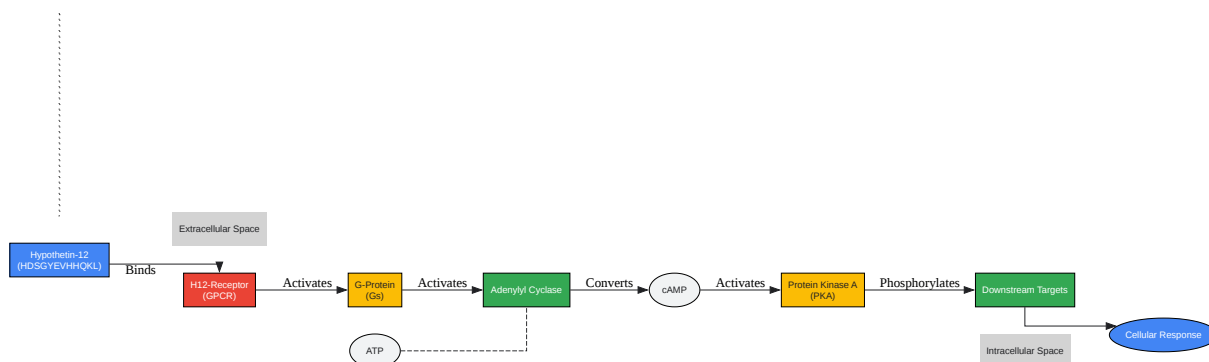 Extracellular Space
Hypothetin-12
(HDSGYEVHHQKL)
Binds
H12-Receptor
(GPCR)
Activates
G-Protein
(Gs)
Activates
Adenylyl Cyclase
Converts
cAMP
Activates
Protein Kinase A
(PKA)
Phosphorylates
Downstream Targets
Cellular Response
ATP
Intracellular Space